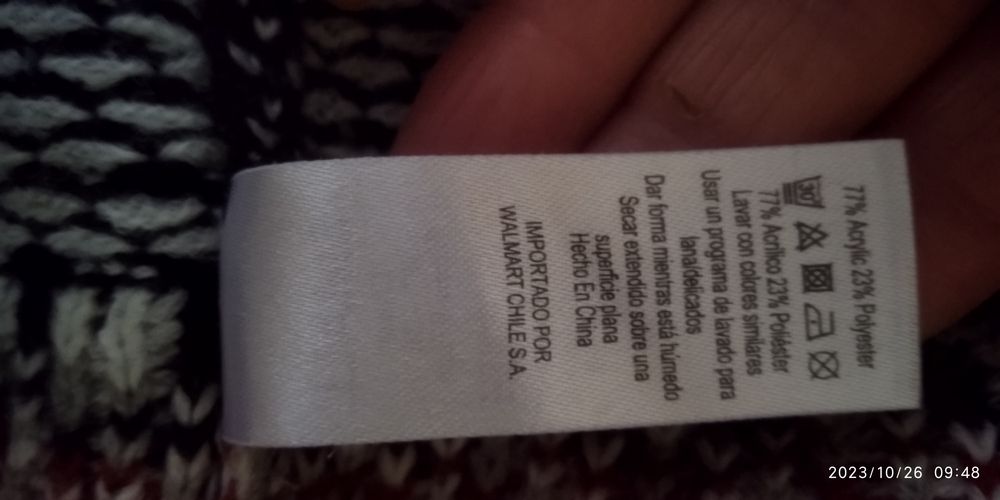 77% Acrylic 23% Polyester
30
77% Acrílico 23% Poliéster
Lavar con colores similares
Usar un programa de lavado para
lana/delicados
Dar forma mientras está húmedo
Secar extendido sobre una
superficie plana
Hecho En China
IMPORTADO POR
WALMART CHILE S.A.
2023/10/26 09:48